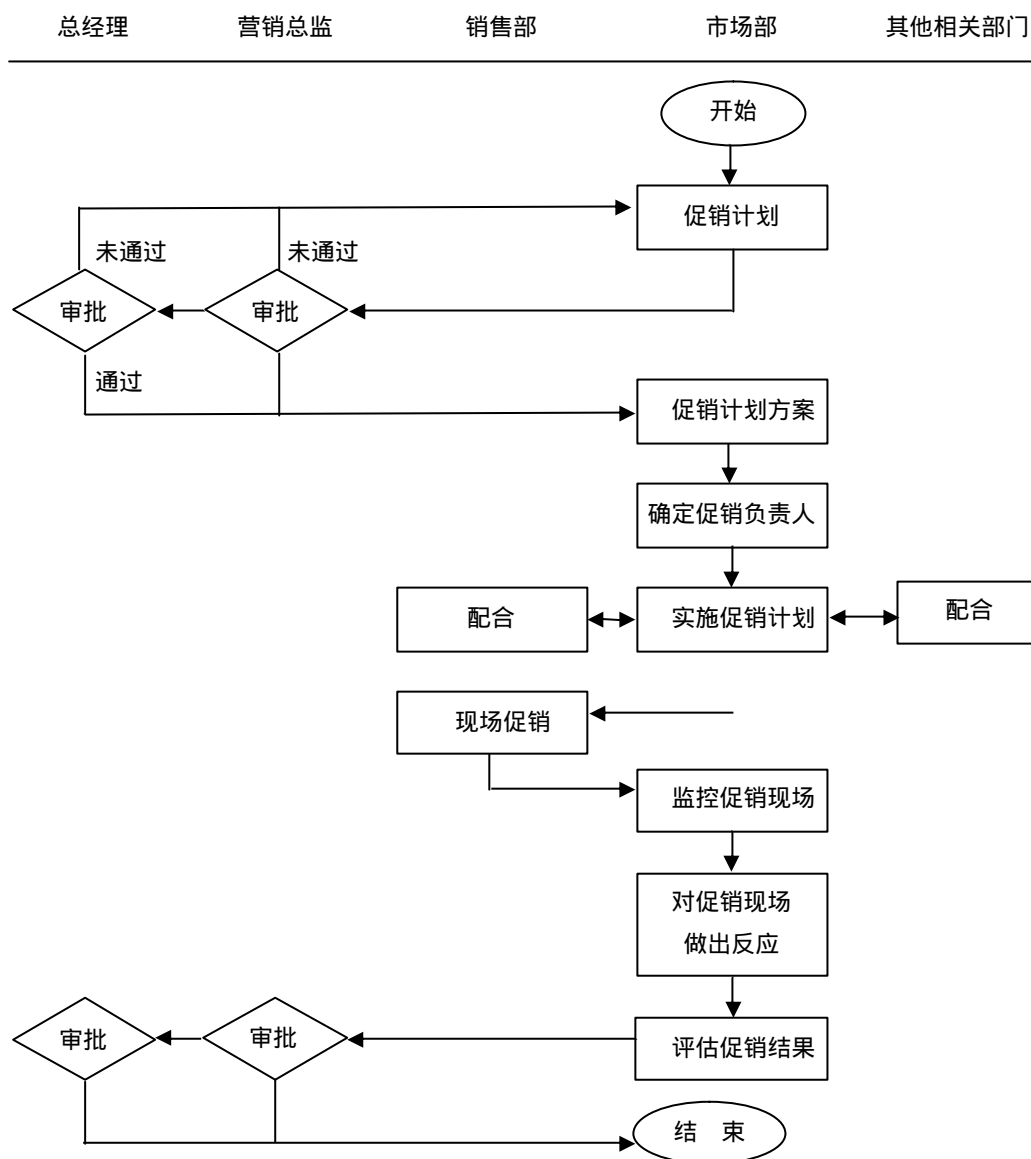 总经理 营销总监 销售部 市场部 其他相关部门
开始
促销计划
未通过 未通过
审批 审批
通过
促销计划方案
确定促销负责人
配合 实施促销计划 配合
现场促销
监控促销现场
对促销现场
做出反应
审批 审批 评估促销结果
结 束